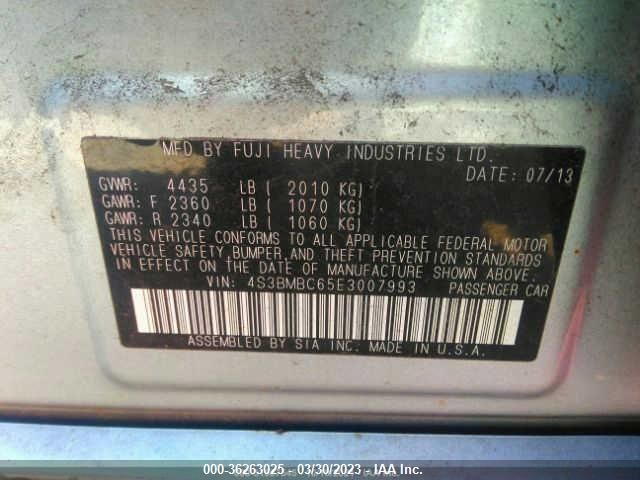 MFD BY FUJI HEAVY INDUSTRIES LTD.
DATE: 07/13
GVWR: 4435 LB ( 2010 KG)
GAWR: F 2360 LB ( 1070 KG)
GAWR: R 2340 LB ( 1060 KG)
THIS VEHICLE CONFORMS TO ALL APPLICABLE FEDERAL MOTOR
VEHICLE SAFETY, BUMPER, AND THEFT PREVENTION STANDARDS
IN EFFECT ON THE DATE OF MANUFACTURE SHOWN ABOVE.
VIN: 4S3BMBC65E3007993 PASSENGER CAR
ASSEMBLED BY SIA INC. MADE IN U.S.A.
000-36263025 - 03/30/2023 - IAA Inc.